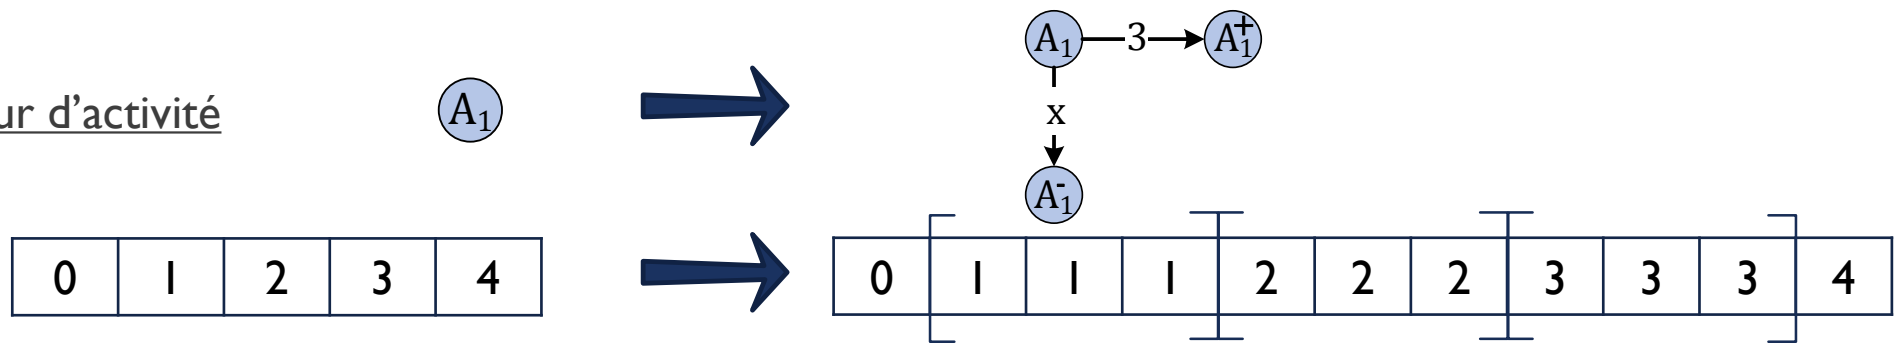 A₁ 3 A₁⁺
ur d'activité A₁
x
A₁⁻
0 1 2 3 4 0 1 1 1 2 2 2 3 3 3 4